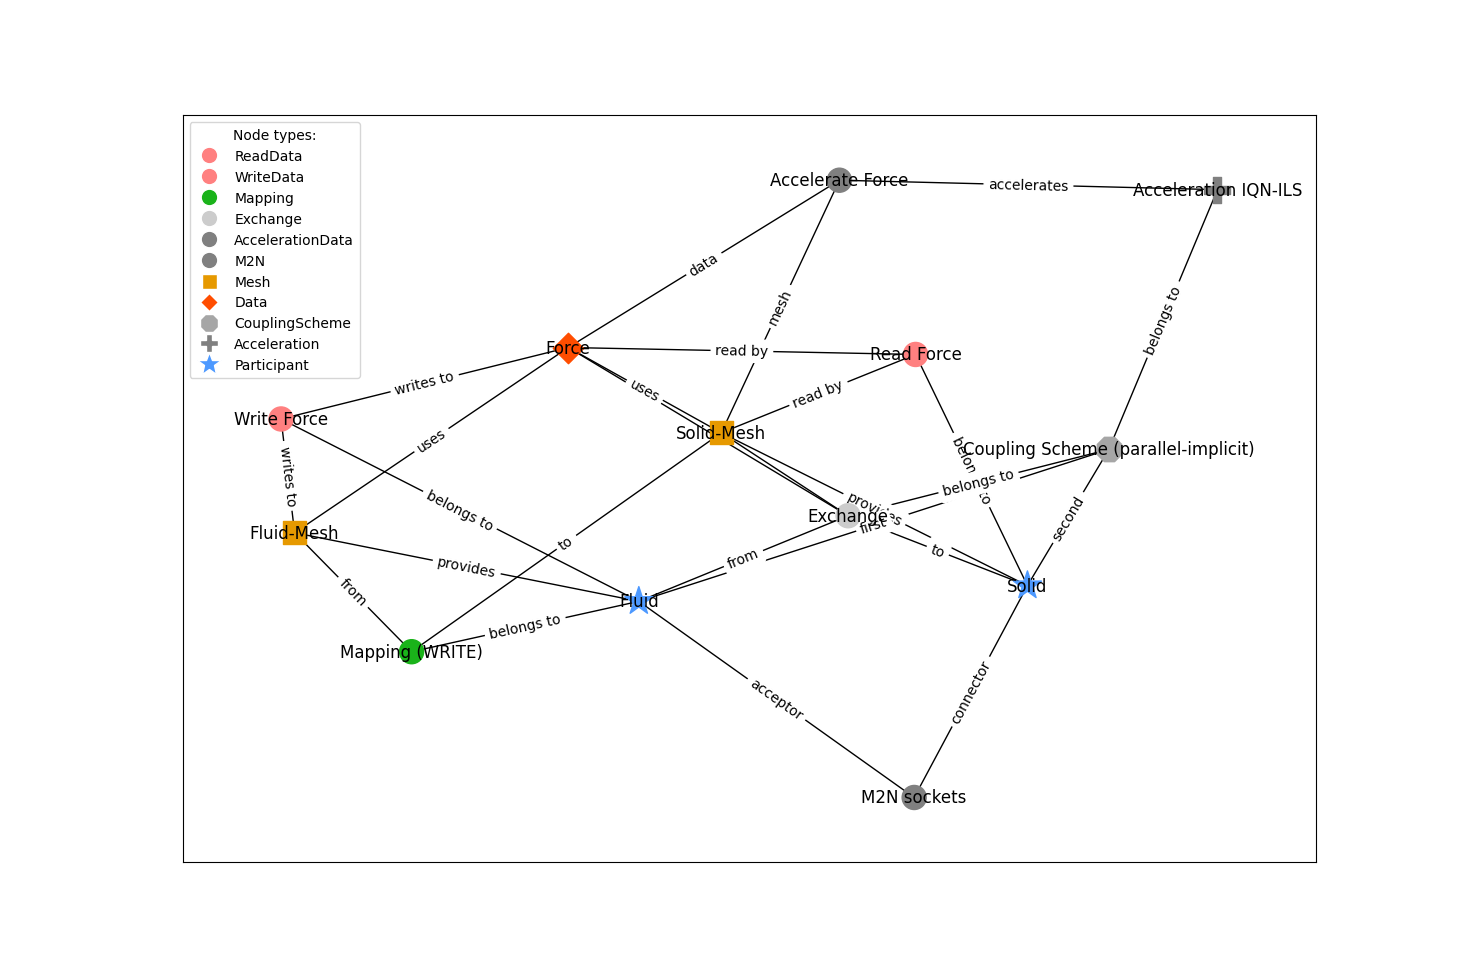 Node types:
ReadData
WriteData
Mapping
Exchange
AccelerationData
M2N
Mesh
Data
CouplingScheme
Acceleration
Participant
Accelerate Force
accelerates
Acceleration IQN-ILS
data
mesh
belongs to
Force
read by
Read Force
writes to
uses
read by
Write Force
Solid-Mesh
uses
Coupling Scheme (parallel-implicit)
writes to
belongs to
belongs to
provides
to
Exchange
first
second
Fluid-Mesh
to
from
to
provides
from
Fluid
Solid
belongs to
Mapping (WRITE)
acceptor
connector
M2N sockets